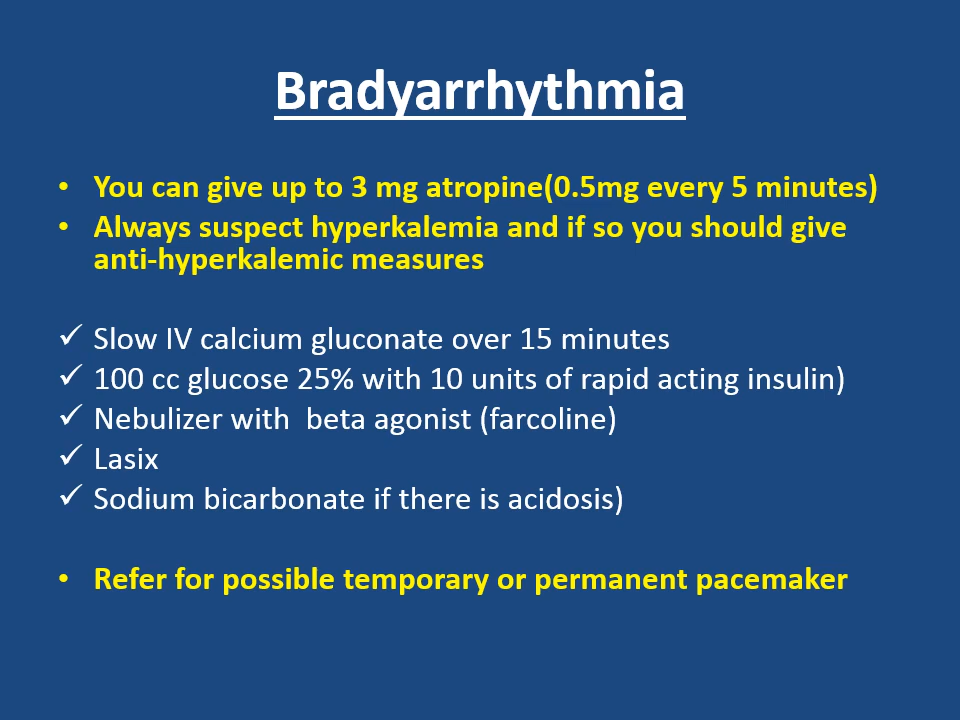 Bradyarrhythmia
• You can give up to 3 mg atropine(0.5mg every 5 minutes)
• Always suspect hyperkalemia and if so you should give
anti-hyperkalemic measures
✓ Slow IV calcium gluconate over 15 minutes
✓ 100 cc glucose 25% with 10 units of rapid acting insulin)
✓ Nebulizer with  beta agonist (farcoline)
✓ Lasix
✓ Sodium bicarbonate if there is acidosis)
• Refer for possible temporary or permanent pacemaker